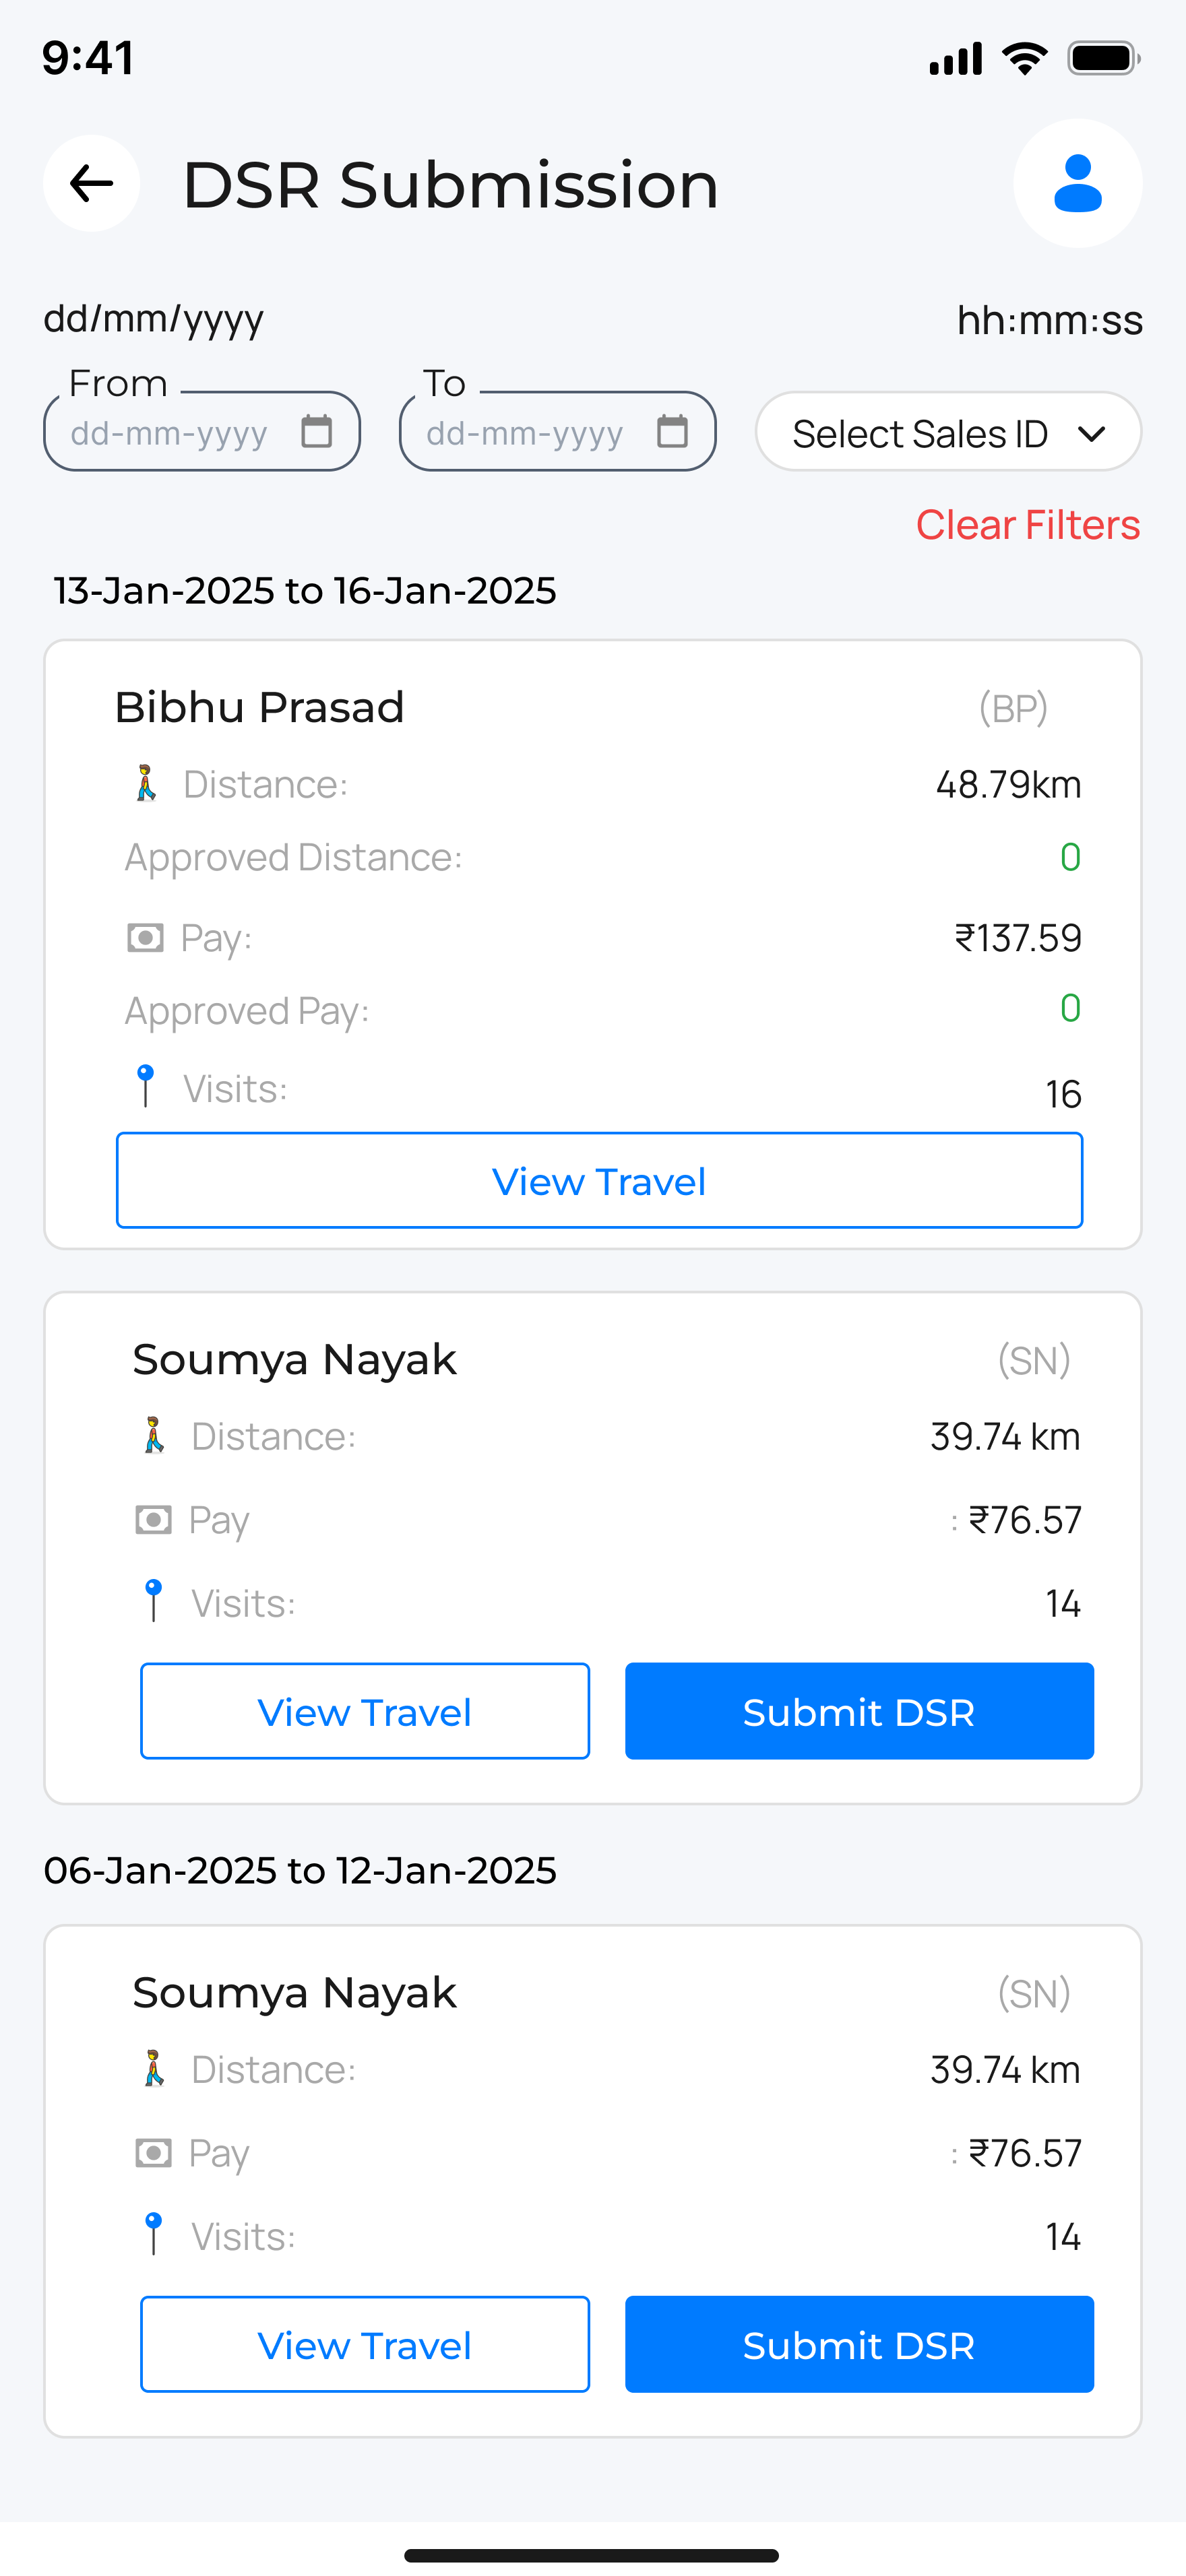 9:41
DSR Submission
dd/mm/yyyy hh:mm:ss
From To
dd-mm-yyyy dd-mm-yyyy Select Sales ID
Clear Filters
13-Jan-2025 to 16-Jan-2025
Bibhu Prasad (BP)
Distance: 48.79km
Approved Distance: 0
Pay: ₹137.59
Approved Pay: 0
Visits: 16
View Travel
Soumya Nayak (SN)
Distance: 39.74 km
Pay : ₹76.57
Visits: 14
View Travel Submit DSR
06-Jan-2025 to 12-Jan-2025
Soumya Nayak (SN)
Distance: 39.74 km
Pay : ₹76.57
Visits: 14
View Travel Submit DSR